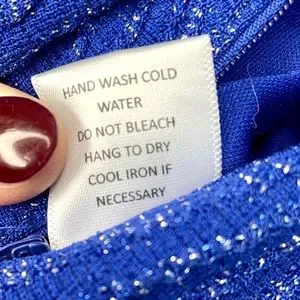 HAND WASH COLD
WATER
DO NOT BLEACH
HANG TO DRY
COOL IRON IF
NECESSARY